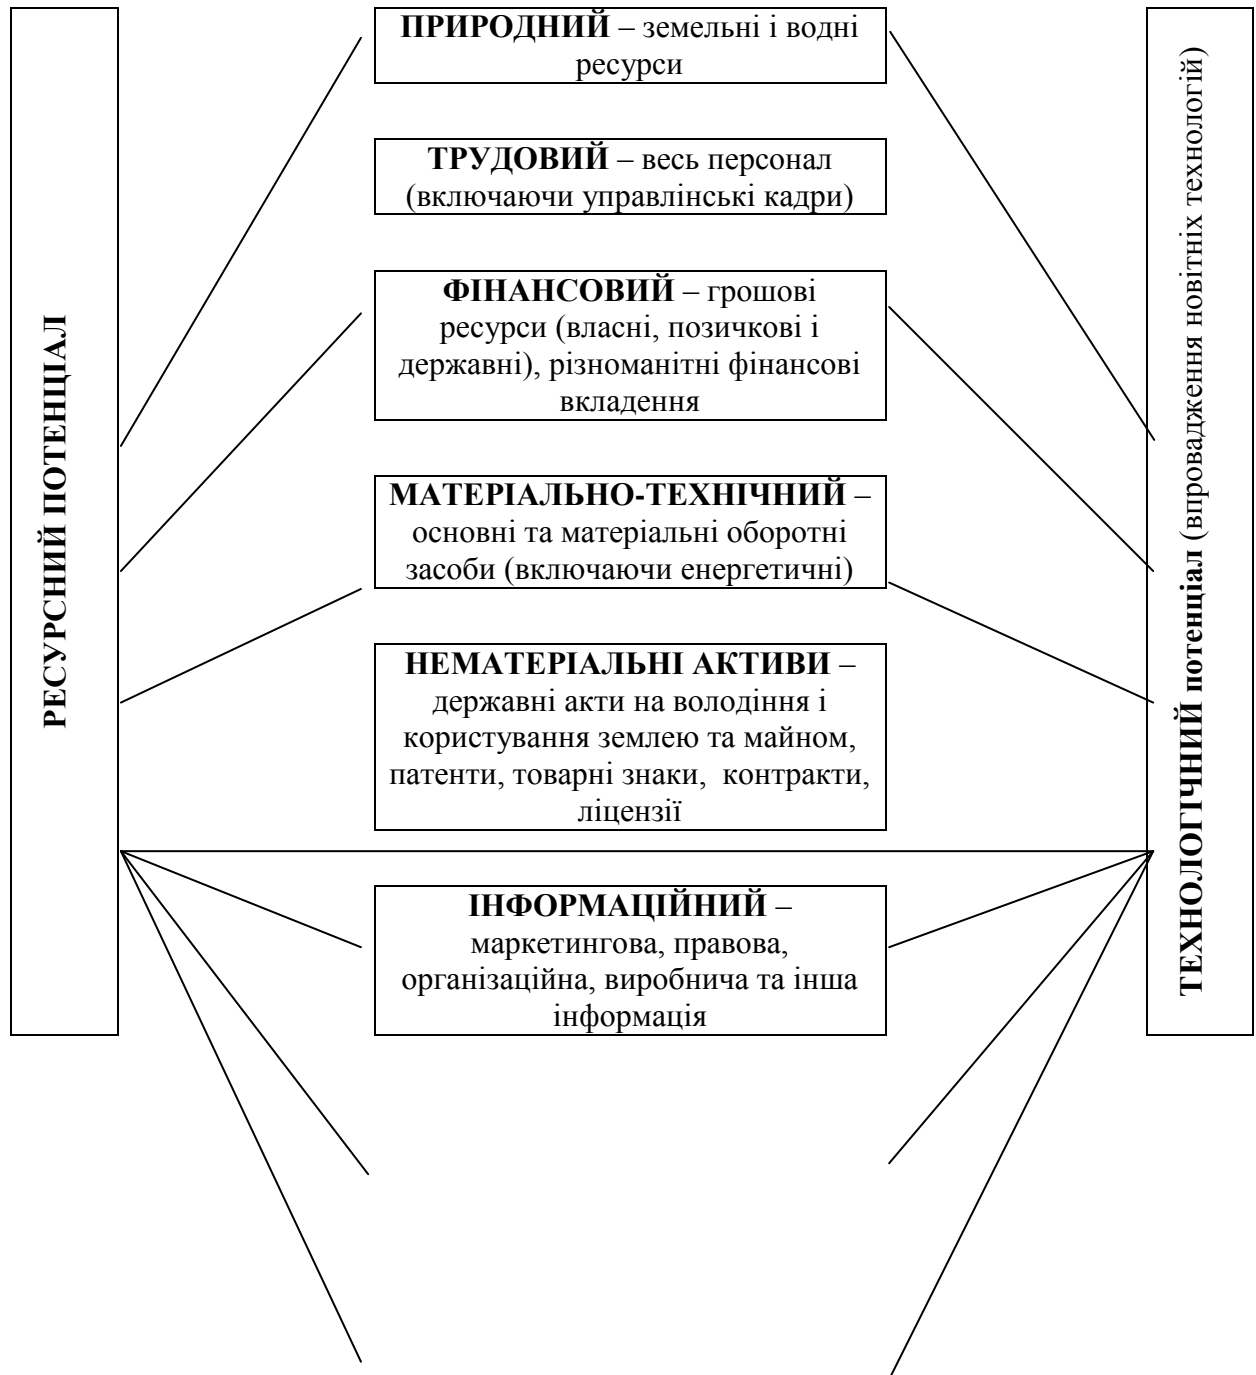 РЕСУРСНИЙ ПОТЕНЦІАЛ
ПРИРОДНИЙ – земельні і водні
ресурси
ТРУДОВИЙ – весь персонал
(включаючи управлінські кадри)
ФІНАНСОВИЙ – грошові
ресурси (власні, позичкові і
державні), різноманітні фінансові
вкладення
МАТЕРІАЛЬНО-ТЕХНІЧНИЙ –
основні та матеріальні оборотні
засоби (включаючи енергетичні)
НЕМАТЕРІАЛЬНІ АКТИВИ –
державні акти на володіння і
користування землею та майном,
патенти, товарні знаки, контракти,
ліцензії
ІНФОРМАЦІЙНИЙ –
маркетингова, правова,
організаційна, виробнича та інша
інформація
ТЕХНОЛОГІЧНИЙ потенціал (впровадження новітніх технологій)